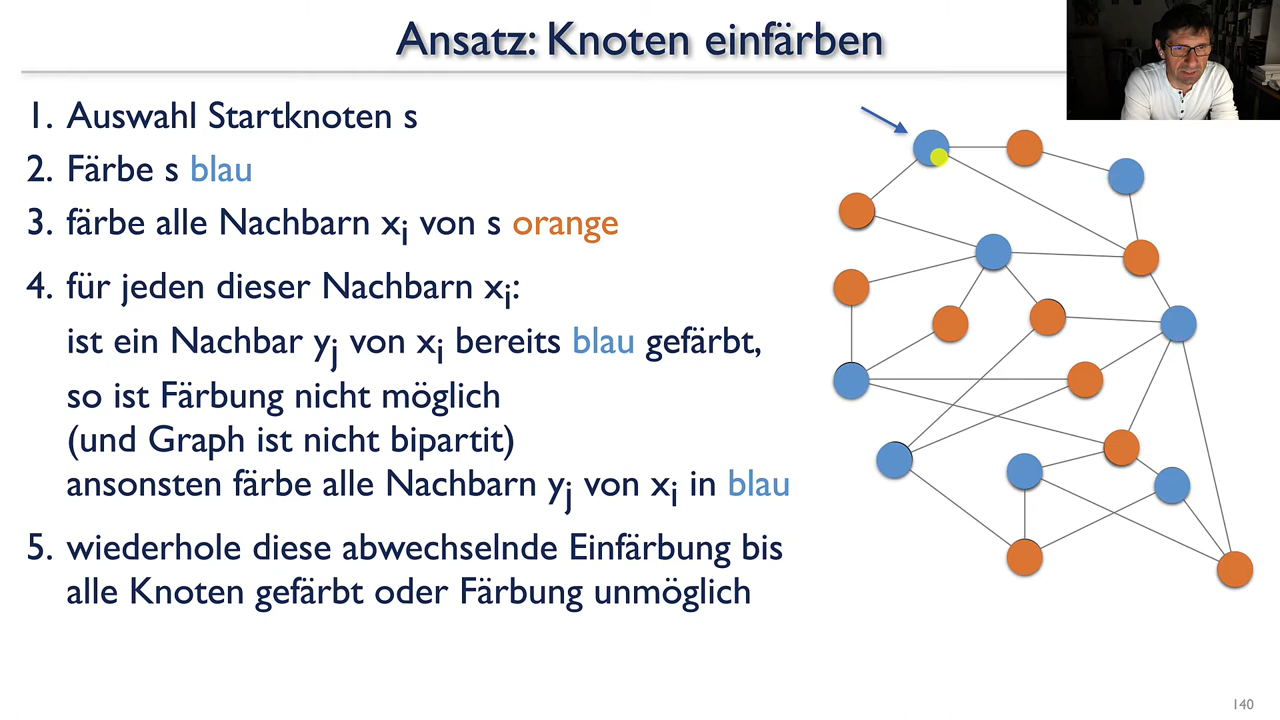 Ansatz: Knoten einfärben
1. Auswahl Startknoten s
2. Färbe s blau
3. färbe alle Nachbarn xi von s orange
4. für jeden dieser Nachbarn xi:
ist ein Nachbar yj von xi bereits blau gefärbt,
so ist Färbung nicht möglich
(und Graph ist nicht bipartit)
ansonsten färbe alle Nachbarn yj von xi in blau
5. wiederhole diese abwechselnde Einfärbung bis
alle Knoten gefärbt oder Färbung unmöglich
140